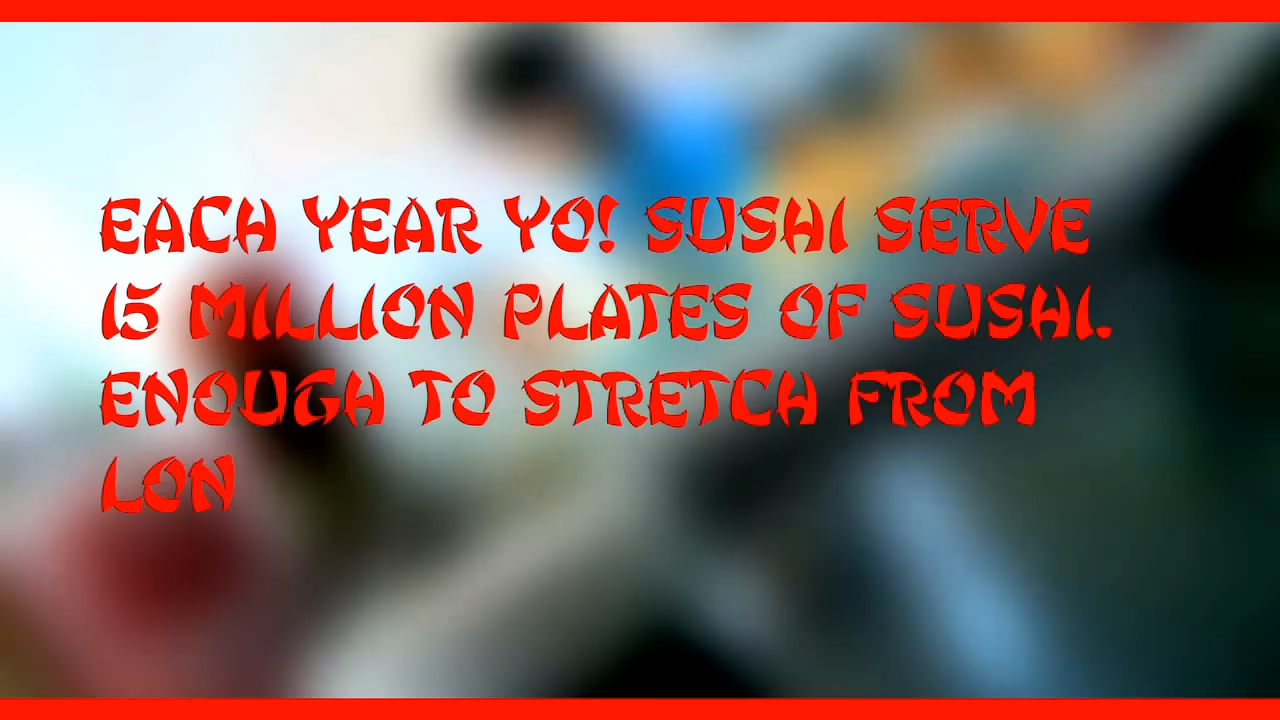 EACH YEAR YO! SUSHI SERVE
15 MILLION PLATES OF SUSHI.
ENOUGH TO STRETCH FROM
LON